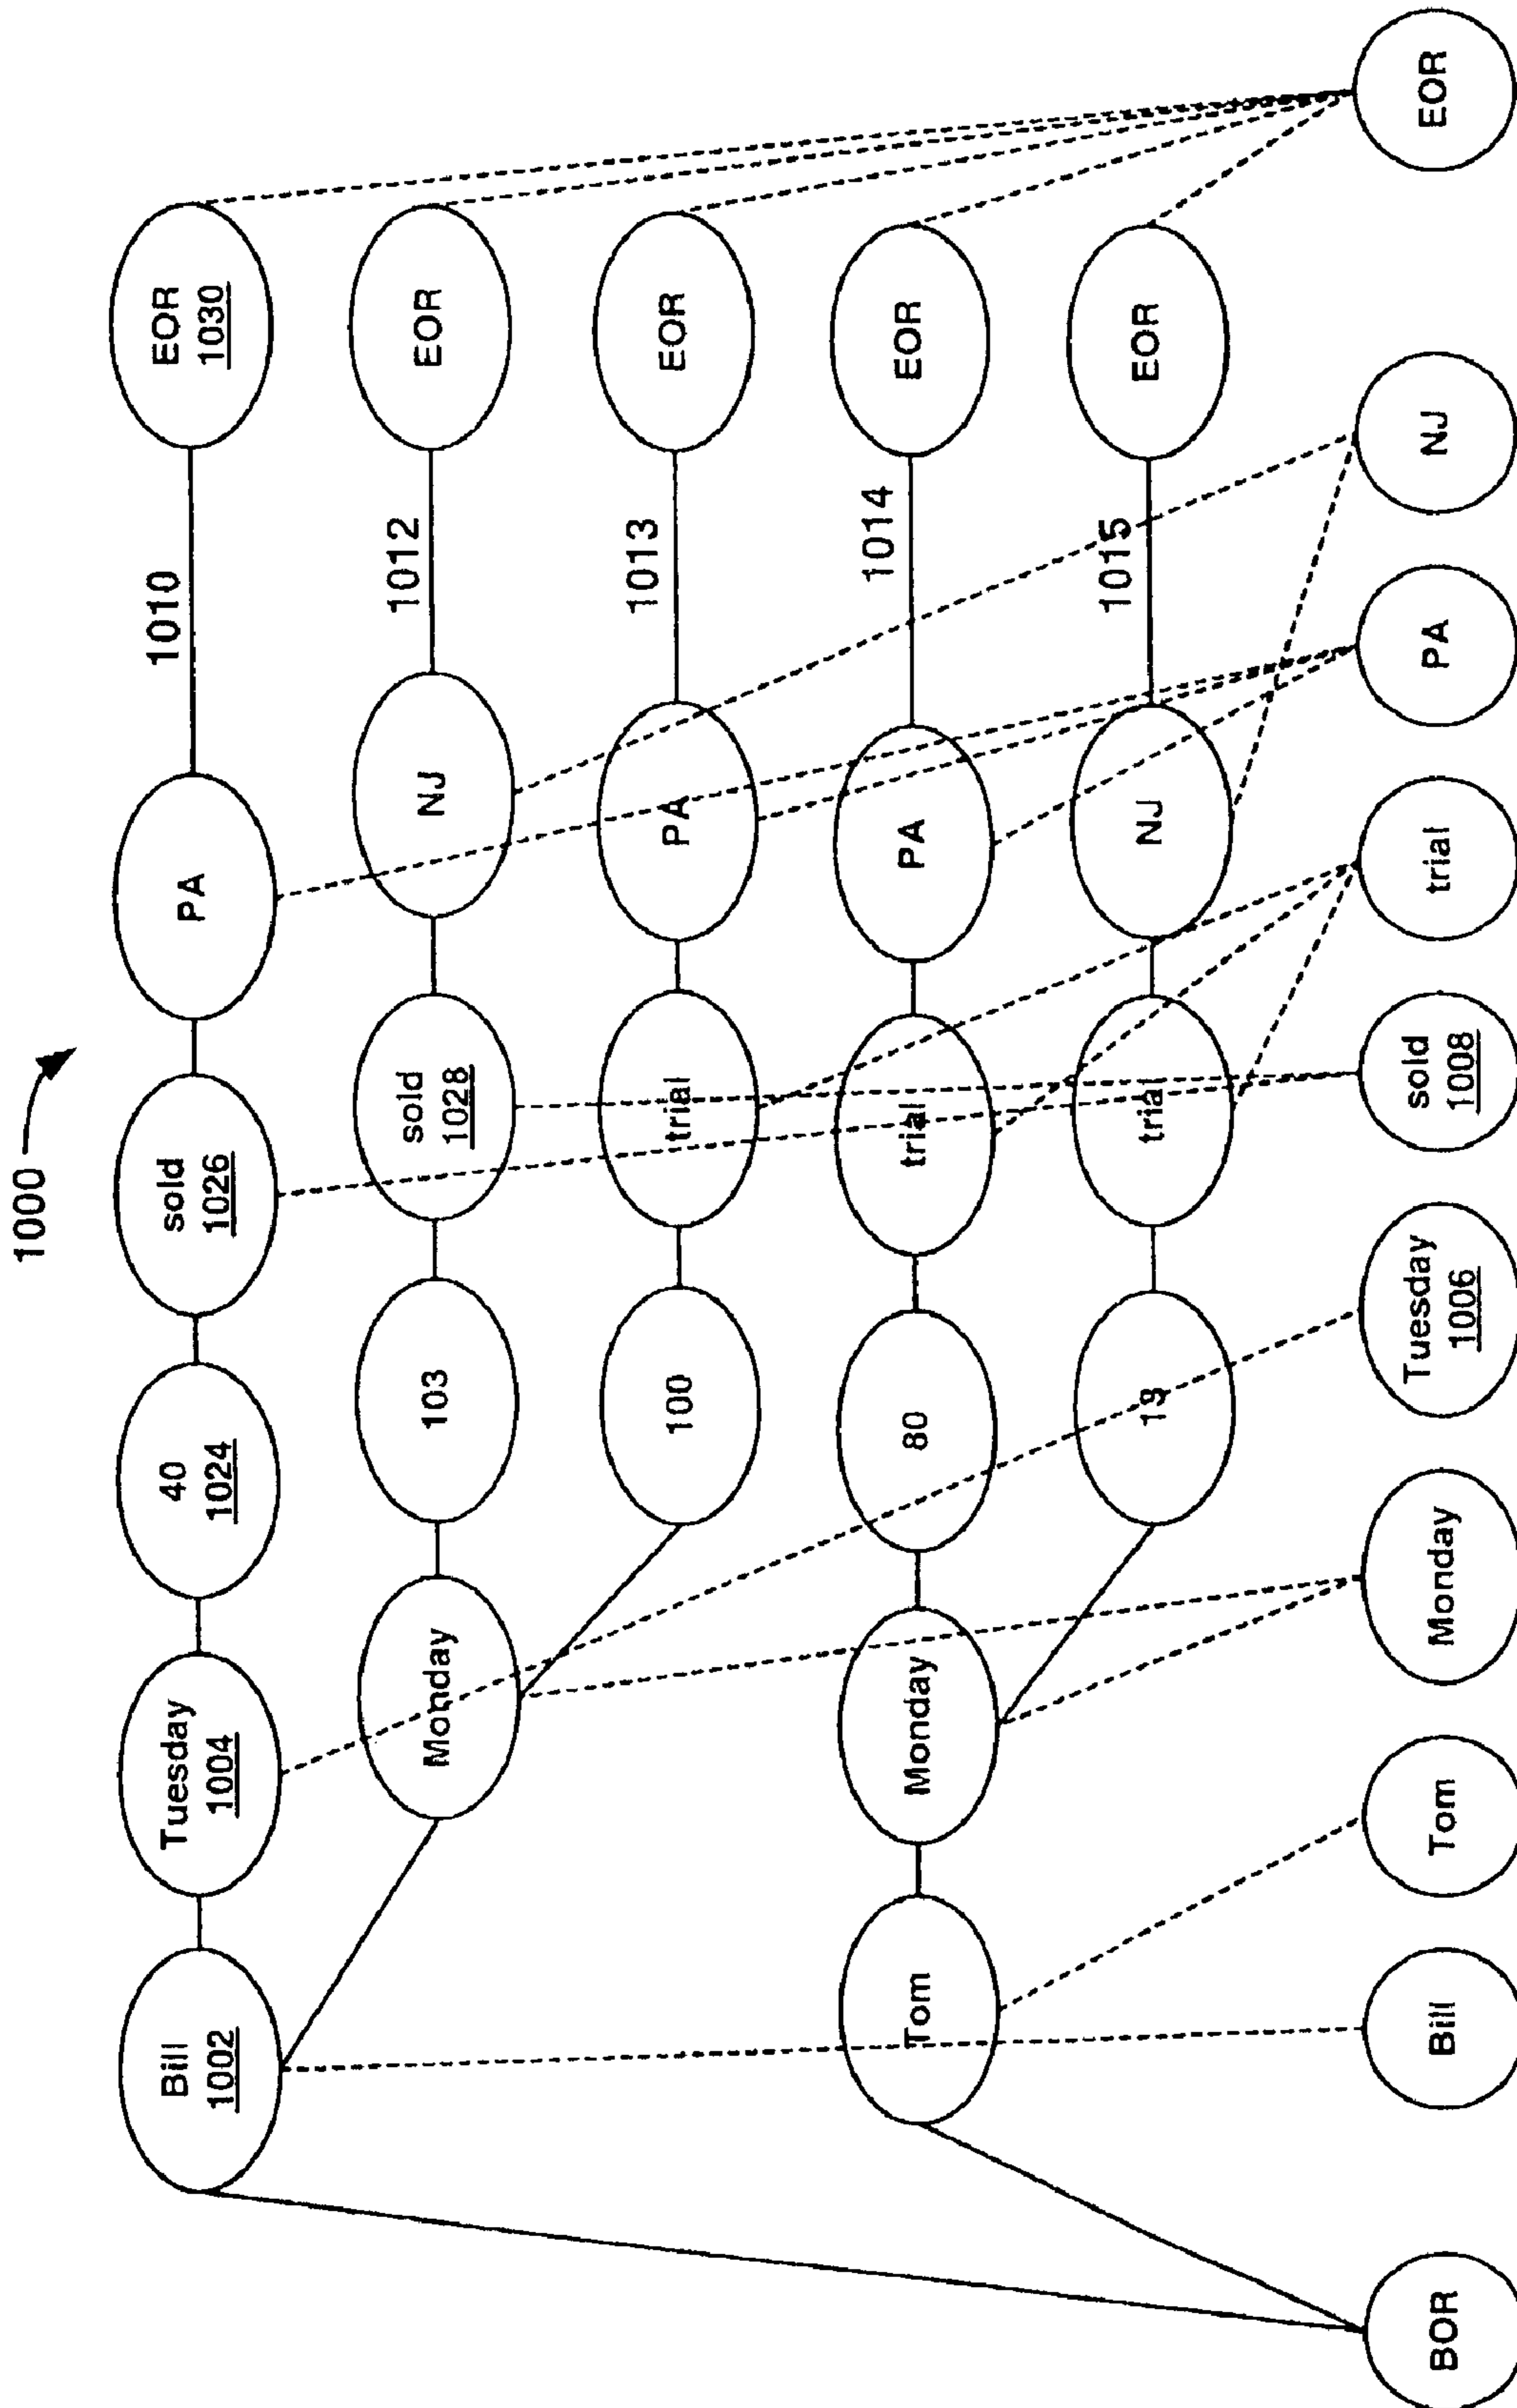 1000
Bill
1002
Tuesday
1004
40
1024
sold
1026
PA
1010
EOR
1030
Monday
103
sold
1028
NJ
1012
EOR
100
trial
PA
1013
EOR
Tom
Monday
80
trial
PA
1014
EOR
13
trial
NJ
1015
EOR
BOR
Bill
Tom
Monday
Tuesday
1006
sold
1008
trial
PA
NJ
EOR